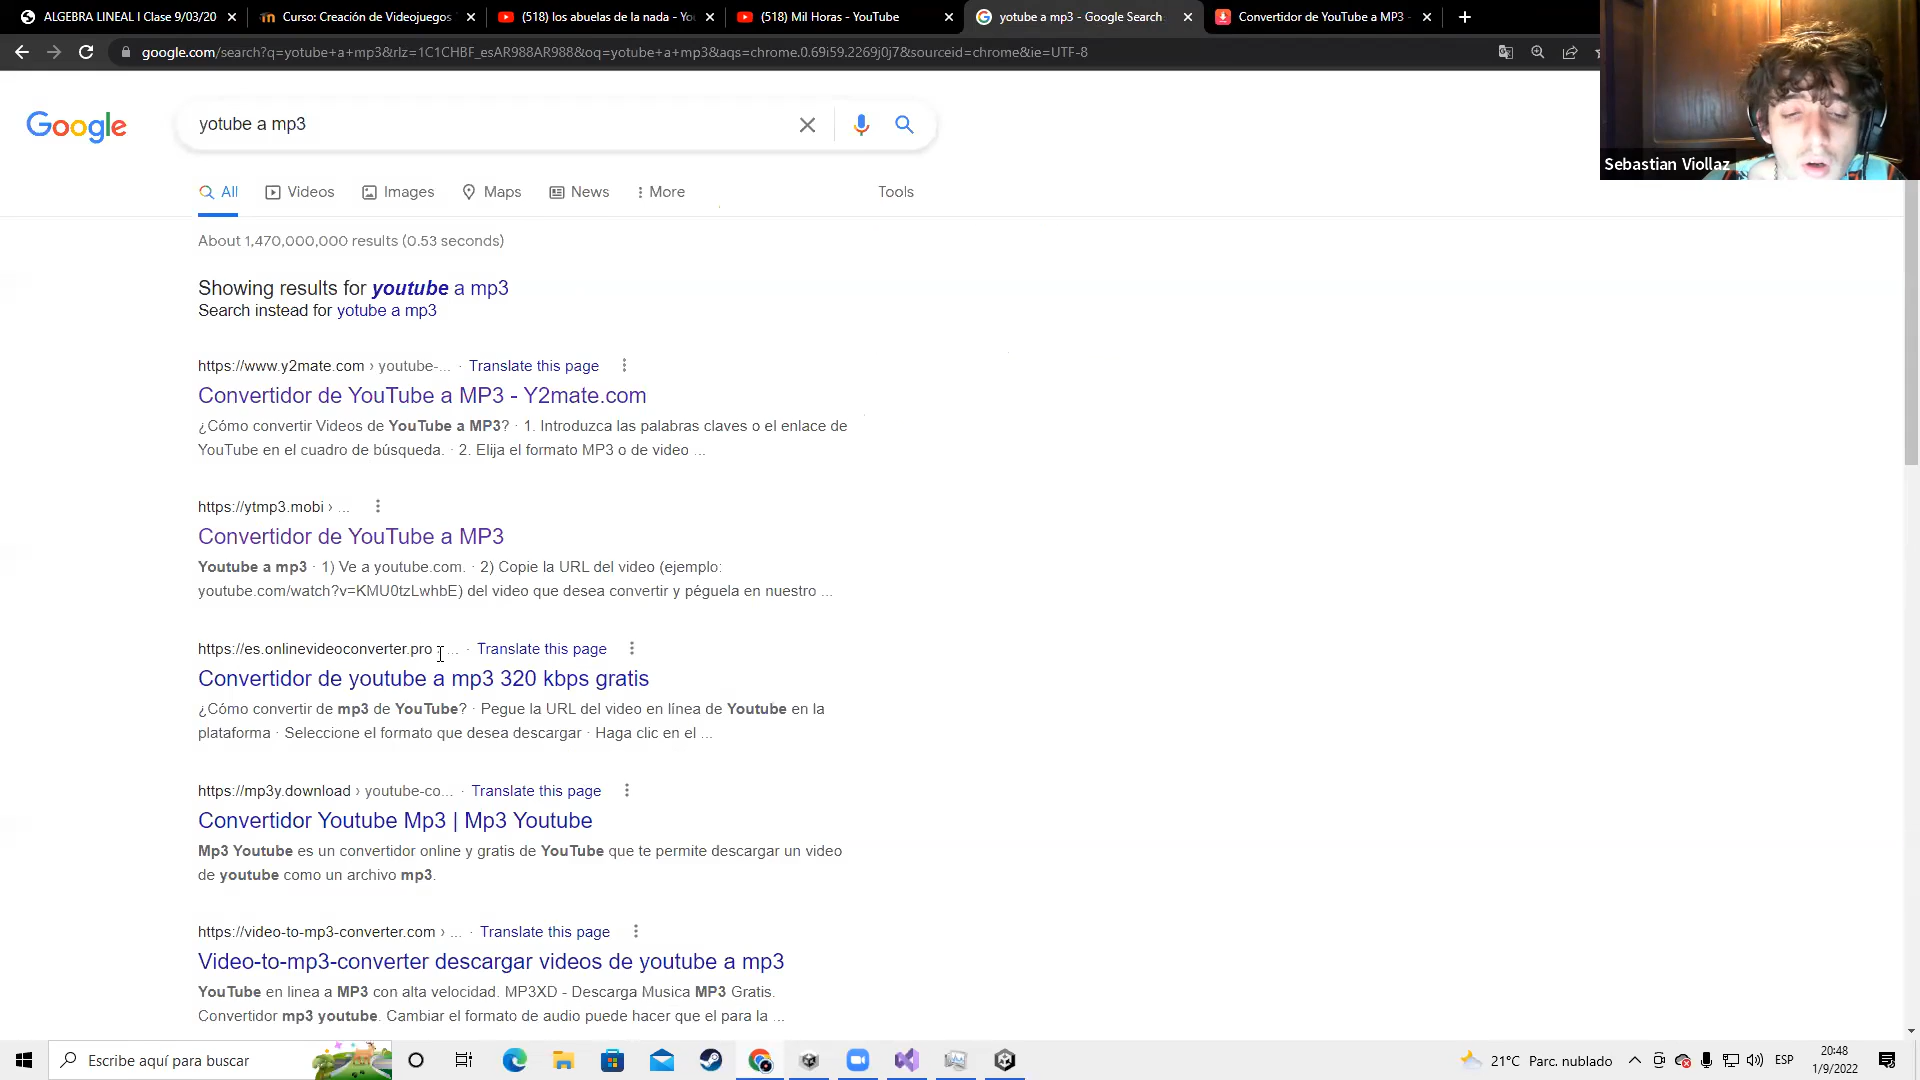 ALGEBRA LINEAL I Clase 9/03/20
Curso: Creación de Videojuegos
(518) los abuelas de la nada - Yo
(518) Mil Horas - YouTube
yotube a mp3 - Google Search
Convertidor de YouTube a MP3 -
google.com/search?q=yotube+a+mp3&rlz=1C1CHBF_esAR988AR988&oq=yotube+a+mp3&aqs=chrome.0.69i59.2269j0j7&sourceid=chrome&ie=UTF-8
Google
yotube a mp3
Sebastian Viollaz
All
Videos
Images
Maps
News
More
Tools
About 1,470,000,000 results (0.53 seconds)
Showing results for youtube a mp3
Search instead for yotube a mp3
https://www.y2mate.com › youtube-... · Translate this page
Convertidor de YouTube a MP3 - Y2mate.com
¿Cómo convertir Videos de YouTube a MP3? · 1. Introduzca las palabras claves o el enlace de
YouTube en el cuadro de búsqueda. · 2. Elija el formato MP3 o de video ...
https://ytmp3.mobi › ...
Convertidor de YouTube a MP3
Youtube a mp3 · 1) Ve a youtube.com. · 2) Copie la URL del video (ejemplo:
youtube.com/watch?v=KMU0tzLwhbE) del video que desea convertir y péguela en nuestro ...
https://es.onlinevideoconverter.pro › ... · Translate this page
Convertidor de youtube a mp3 320 kbps gratis
¿Cómo convertir de mp3 de YouTube? · Pegue la URL del video en línea de Youtube en la
plataforma · Seleccione el formato que desea descargar · Haga clic en el ...
https://mp3y.download › youtube-co... · Translate this page
Convertidor Youtube Mp3 | Mp3 Youtube
Mp3 Youtube es un convertidor online y gratis de YouTube que te permite descargar un video
de youtube como un archivo mp3.
https://video-to-mp3-converter.com › ... · Translate this page
Video-to-mp3-converter descargar videos de youtube a mp3
YouTube en linea a MP3 con alta velocidad. MP3XD - Descarga Musica MP3 Gratis.
Convertidor mp3 youtube. Cambiar el formato de audio puede hacer que el para la ...
Escribe aquí para buscar
21°C Parc. nublado
ESP
20:48
1/9/2022